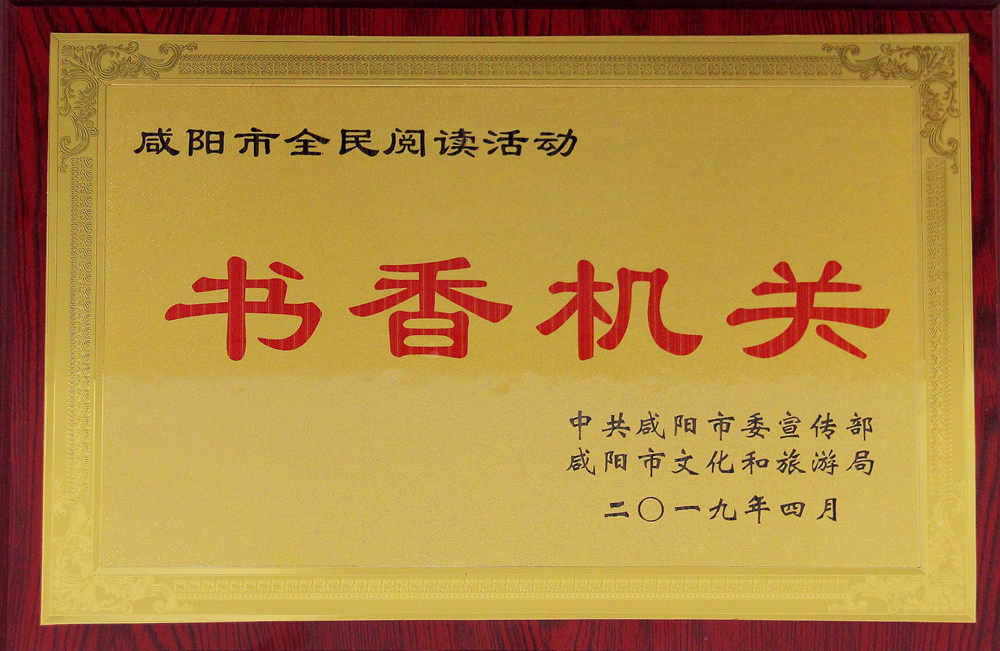 咸阳市全民阅读活动
书香机关
中共咸阳市委宣传部
咸阳市文化和旅游局
二〇一九年四月